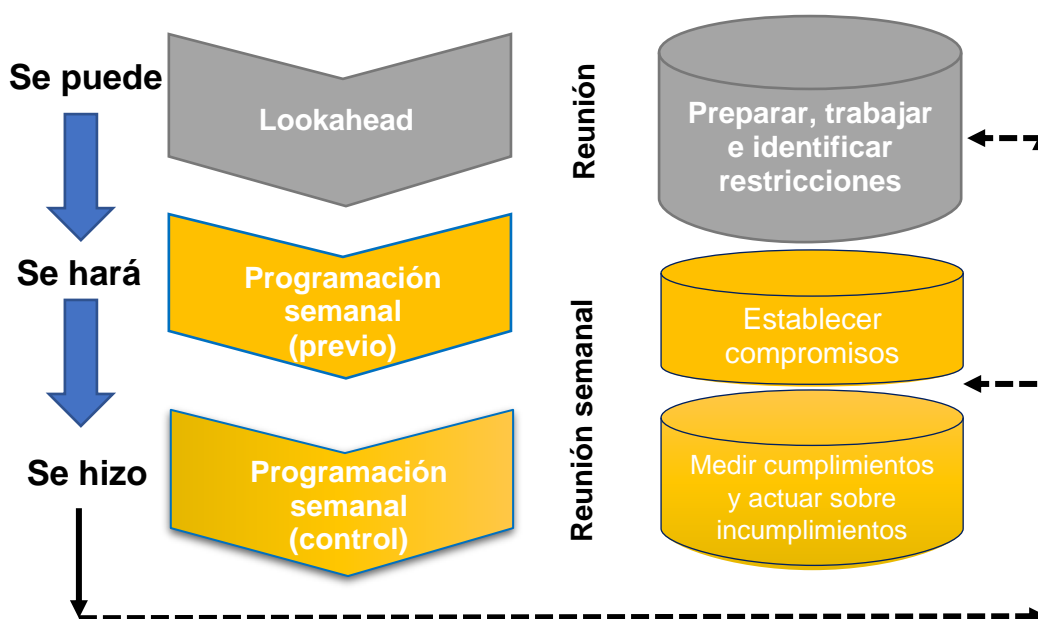 Se puede
Lookahead
Reunión
Preparar, trabajar
e identificar
restricciones
Se hará
Programación
semanal
(previo)
Reunión semanal
Establecer
compromisos
Se hizo
Programación
semanal
(control)
Medir cumplimientos
y actuar sobre
incumplimientos